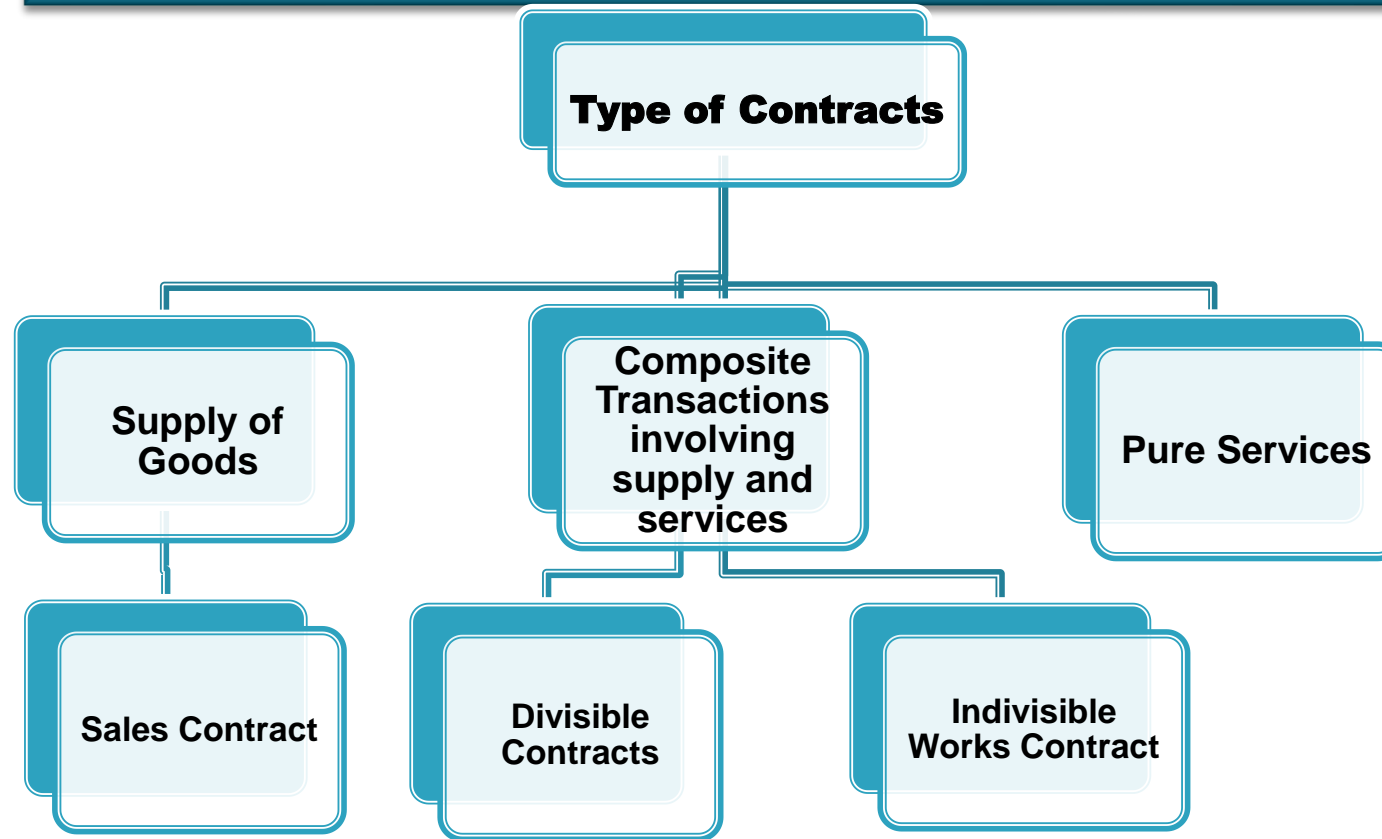 Type of Contracts
Supply of
Goods
Composite
Transactions
involving
supply and
services
Pure Services
Sales Contract
Divisible
Contracts
Indivisible
Works Contract